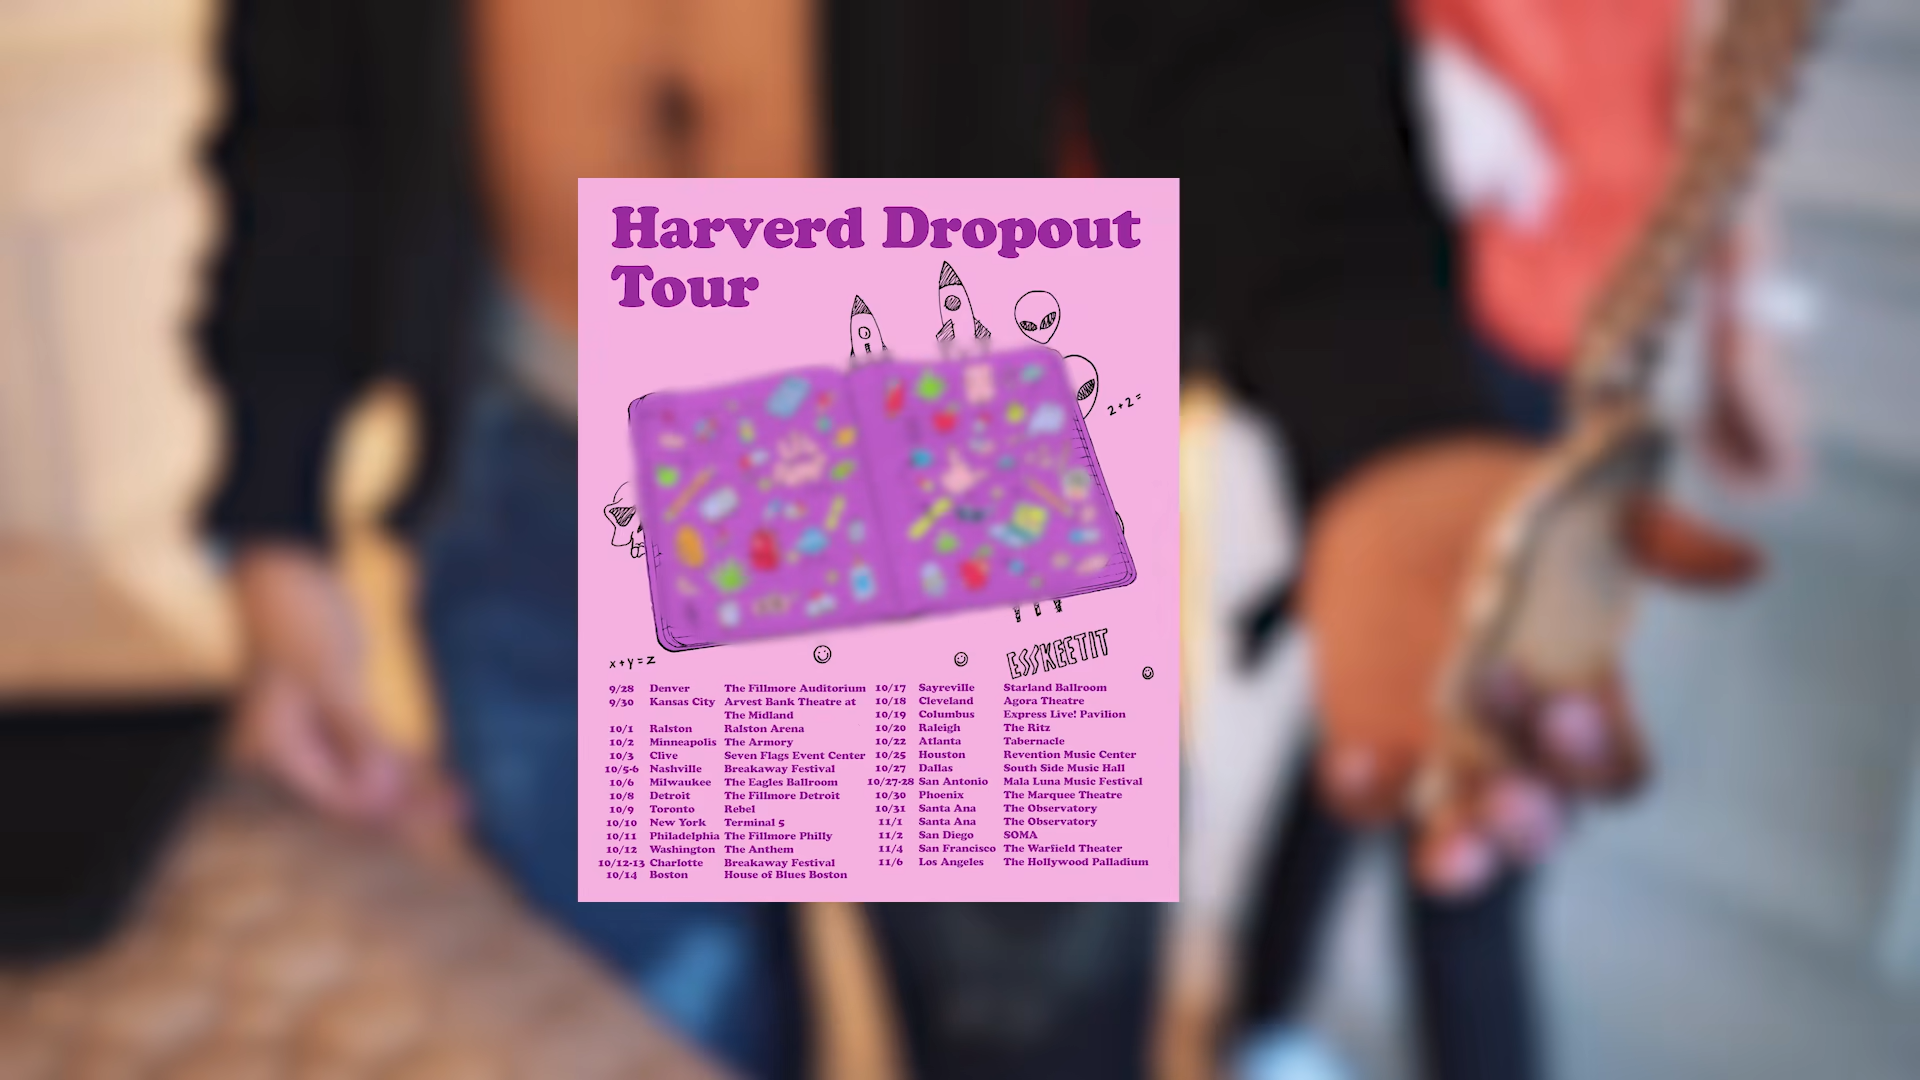 Harverd Dropout
Tour
2+2=
x+y=z
ESSKEETIT
9/28 Denver The Fillmore Auditorium
9/30 Kansas City Arvest Bank Theatre at
The Midland
10/1 Ralston Ralston Arena
10/2 Minneapolis The Armory
10/3 Clive Seven Flags Event Center
10/5-6 Nashville Breakaway Festival
10/6 Milwaukee The Eagles Ballroom
10/8 Detroit The Fillmore Detroit
10/9 Toronto Rebel
10/10 New York Terminal 5
10/11 Philadelphia The Fillmore Philly
10/12 Washington The Anthem
10/12-13 Charlotte Breakaway Festival
10/14 Boston House of Blues Boston
10/17 Sayreville Starland Ballroom
10/18 Cleveland Agora Theatre
10/19 Columbus Express Live! Pavilion
10/20 Raleigh The Ritz
10/22 Atlanta Tabernacle
10/25 Houston Revention Music Center
10/27 Dallas South Side Music Hall
10/27-28 San Antonio Mala Luna Music Festival
10/30 Phoenix The Marquee Theatre
10/31 Santa Ana The Observatory
11/1 Santa Ana The Observatory
11/2 San Diego SOMA
11/4 San Francisco The Warfield Theater
11/6 Los Angeles The Hollywood Palladium